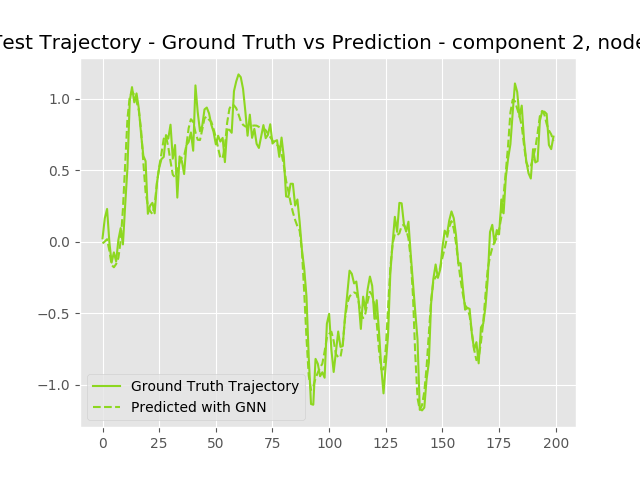 Test Trajectory - Ground Truth vs Prediction - component 2, node
1.0
0.5
0.0
−0.5
−1.0
0 25 50 75 100 125 150 175 200
Ground Truth Trajectory
Predicted with GNN